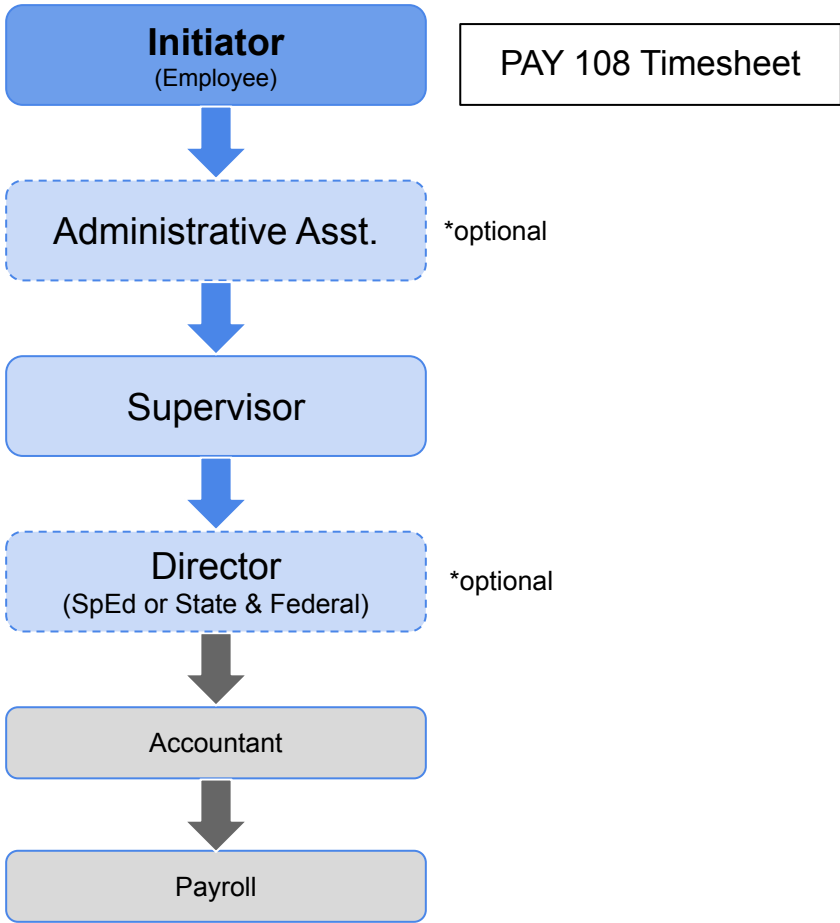 Initiator
(Employee)
PAY 108 Timesheet
Administrative Asst.
*optional
Supervisor
Director
(SpEd or State & Federal)
*optional
Accountant
Payroll